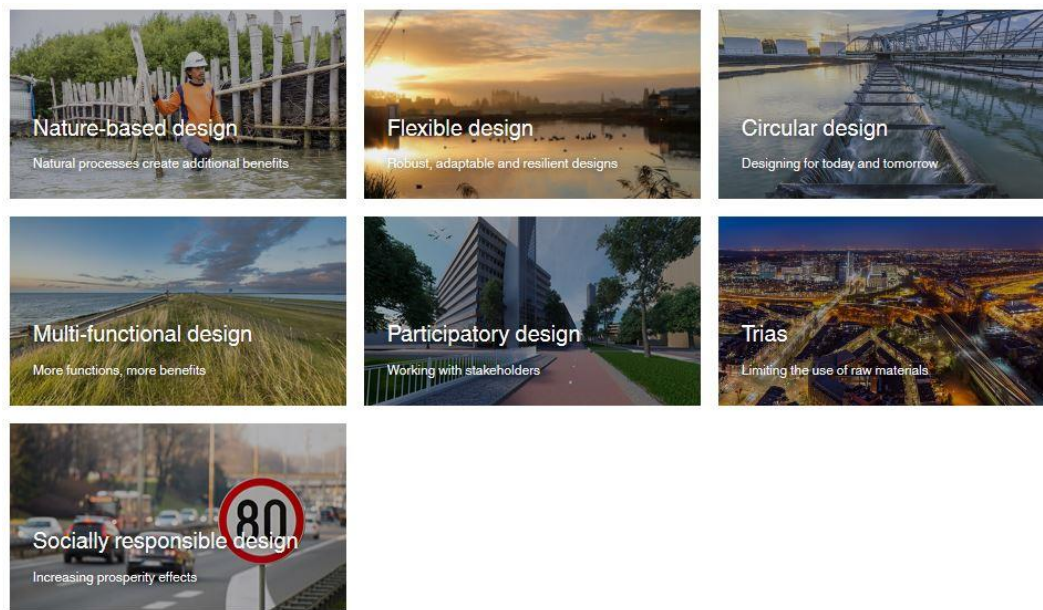 Nature-based design
Natural processes create additional benefits
Flexible design
Robust, adaptable and resilient designs
Circular design
Designing for today and tomorrow
Multi-functional design
More functions, more benefits
Participatory design
Working with stakeholders
Trias
Limiting the use of raw materials
80
Socially responsible design
Increasing prosperity effects